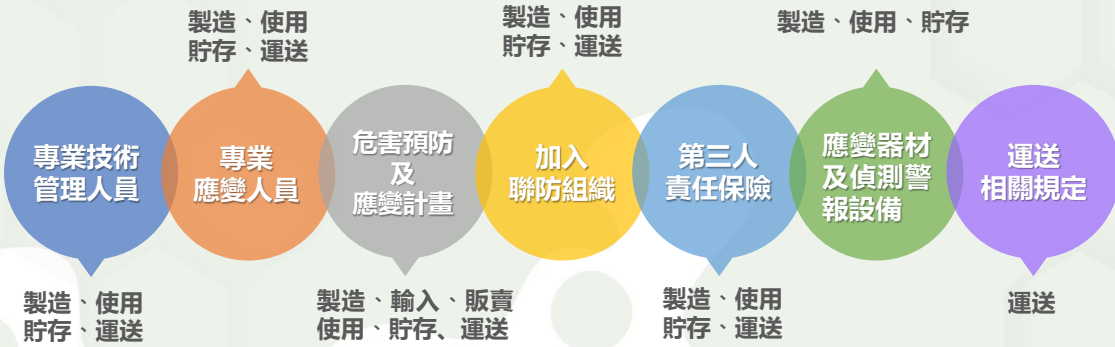 製造、使用
貯存、運送
製造、使用
貯存、運送
製造、使用、貯存
專業技術
管理人員
專業
應變人員
危害預防
及
應變計畫
加入
聯防組織
第三人
責任保險
應變器材
及偵測警
報設備
運送
相關規定
製造、使用
貯存、運送
製造、輸入、販賣
使用、貯存、運送
製造、使用
貯存、運送
運送